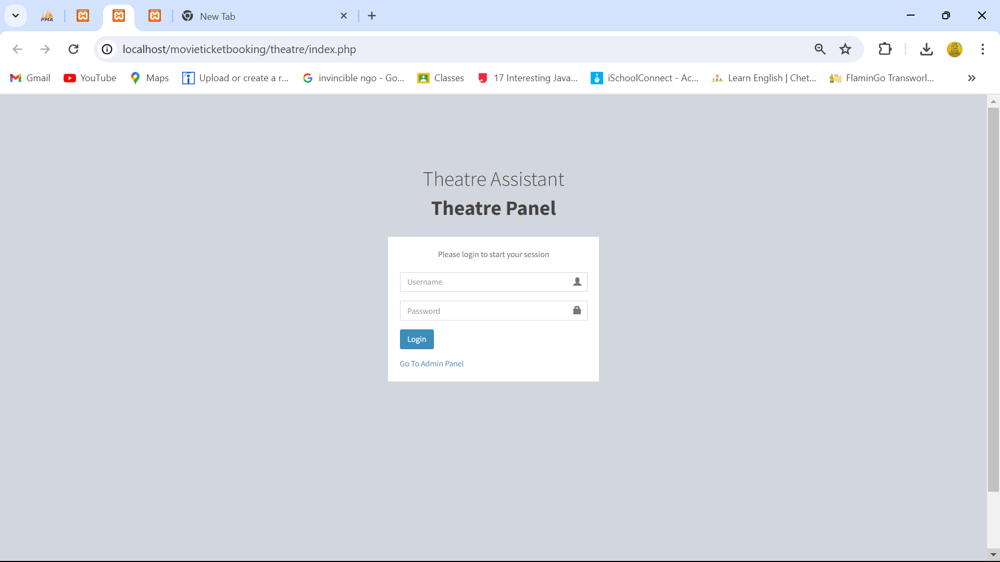 PMA
New Tab
localhost/movieticketbooking/theatre/index.php
Gmail YouTube Maps Upload or create a r... invincible ngo - Go... Classes 17 Interesting Java... iSchoolConnect - Ac... Learn English | Chet... FlaminGo Transworl...
Theatre Assistant
Theatre Panel
Please login to start your session
Username
Password
Login
Go To Admin Panel